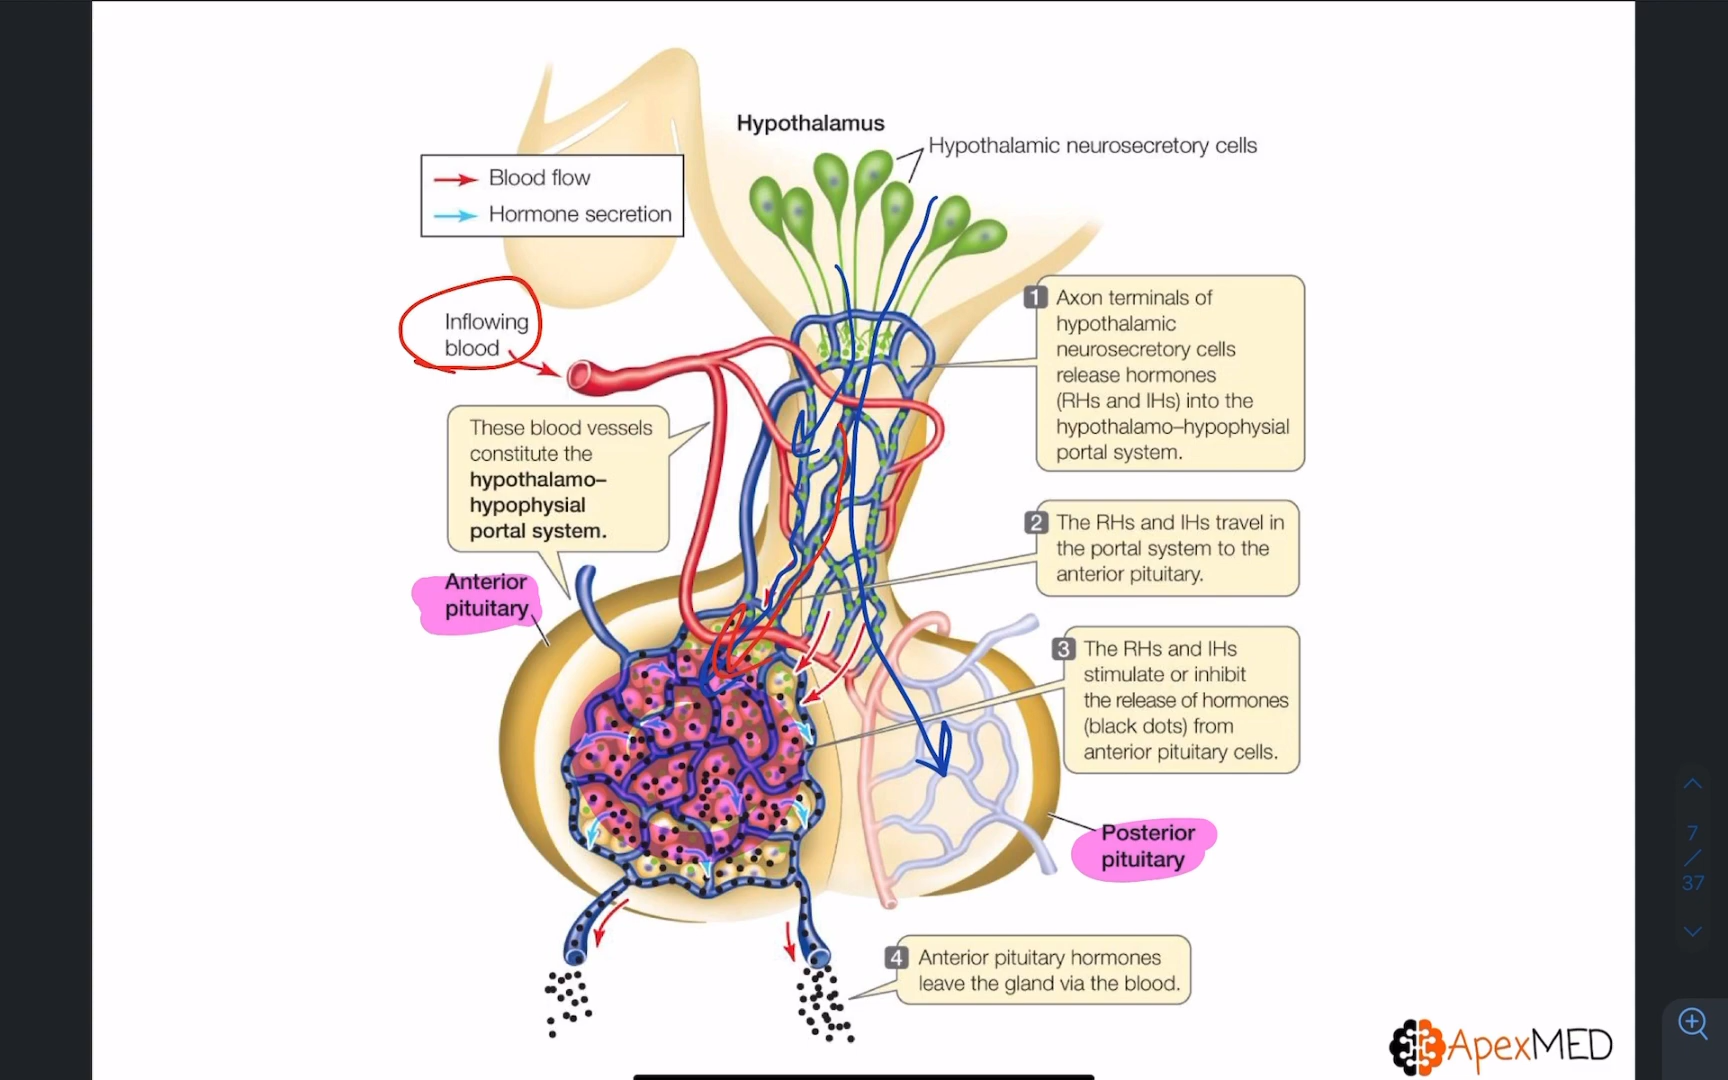 Hypothalamus
Hypothalamic neurosecretory cells
Blood flow
Hormone secretion
Inflowing
blood
1 Axon terminals of
hypothalamic
neurosecretory cells
release hormones
(RHs and IHs) into the
hypothalamo–hypophysial
portal system.
These blood vessels
constitute the
hypothalamo–
hypophysial
portal system.
2 The RHs and IHs travel in
the portal system to the
anterior pituitary.
Anterior
pituitary
3 The RHs and IHs
stimulate or inhibit
the release of hormones
(black dots) from
anterior pituitary cells.
Posterior
pituitary
4 Anterior pituitary hormones
leave the gland via the blood.
7
/
37
ApexMED